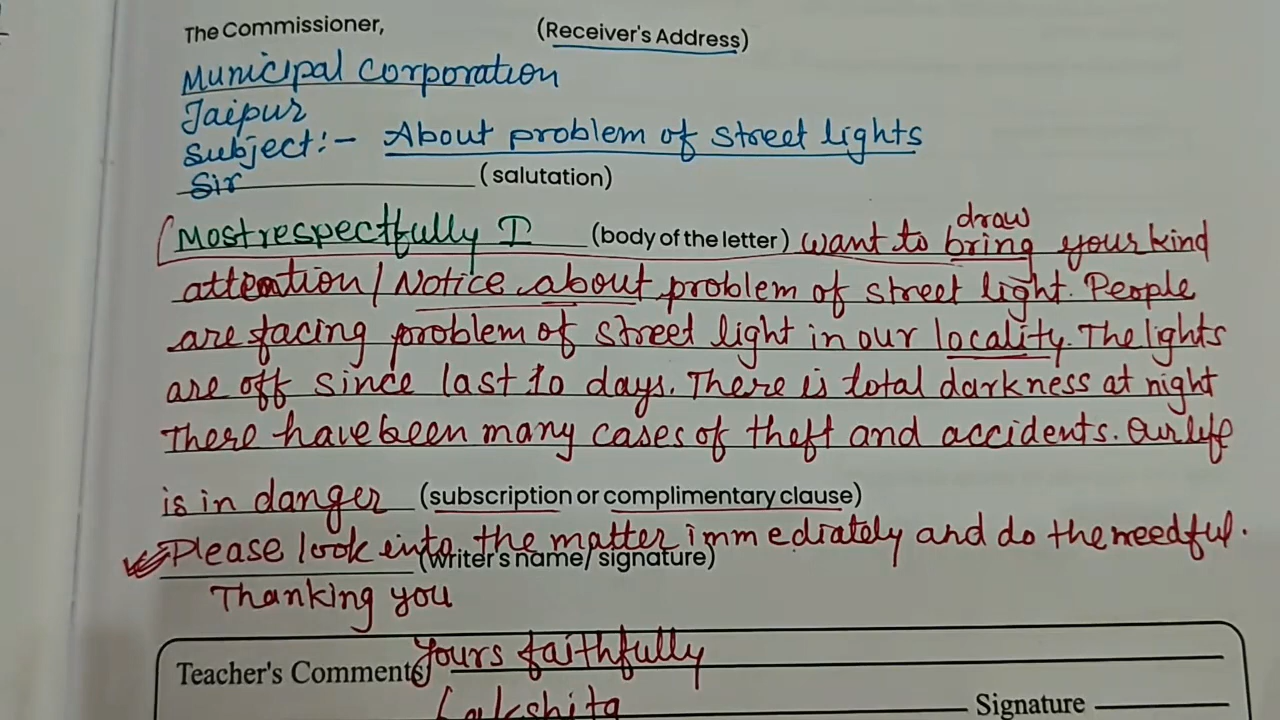 The Commissioner, (Receiver's Address)
Municipal corporation
Jaipur
Subject:- About problem of street lights
Sir (salutation)
draw
Most respectfully I (body of the letter) want to bring your kind
attention / Notice about problem of street light. People
are facing problem of street light in our locality. The lights
are off since last 10 days. There is total darkness at night
There have been many cases of theft and accidents. Our life
is in danger (subscription or complimentary clause)
Please look into the matter immediately and do the needful.
(writer's name/ signature)
Thanking you
Yours faithfully
Teacher's Comments
Lakshita
Signature